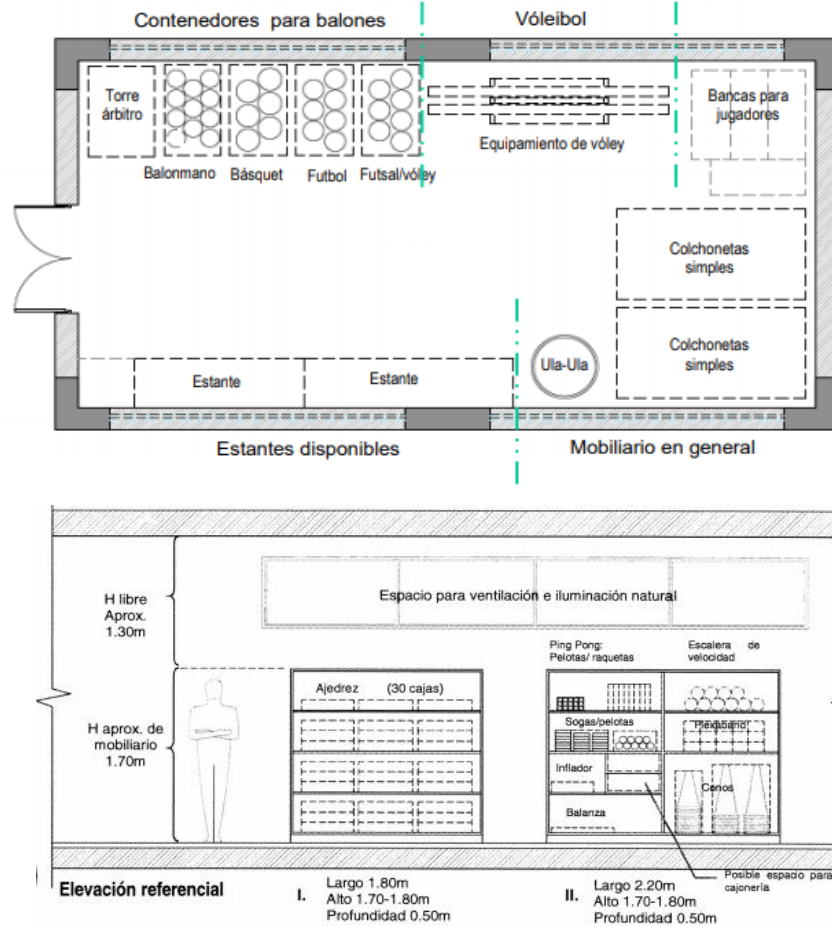 Contenedores para balones
Vóleibol
Torre
árbitro
Bancas para
jugadores
Equipamiento de vóley
Balonmano
Básquet
Futbol
Futsal/vóley
Colchonetas
simples
Colchonetas
simples
Ula-Ula
Estante
Estante
Estantes disponibles
Mobiliario en general
H libre
Aprox.
1.30m
Espacio para ventilación e iluminación natural
Ping Pong:
Pelotas/ raquetas
Escalera de
velocidad
Ajedrez (30 cajas)
H aprox. de
mobiliario
1.70m
Sogas/pelotas
Inflador
Conos
Balanza
Posible espacio para
cajonería
Elevación referencial
I.
Largo 1.80m
Alto 1.70-1.80m
Profundidad 0.50m
II.
Largo 2.20m
Alto 1.70-1.80m
Profundidad 0.50m